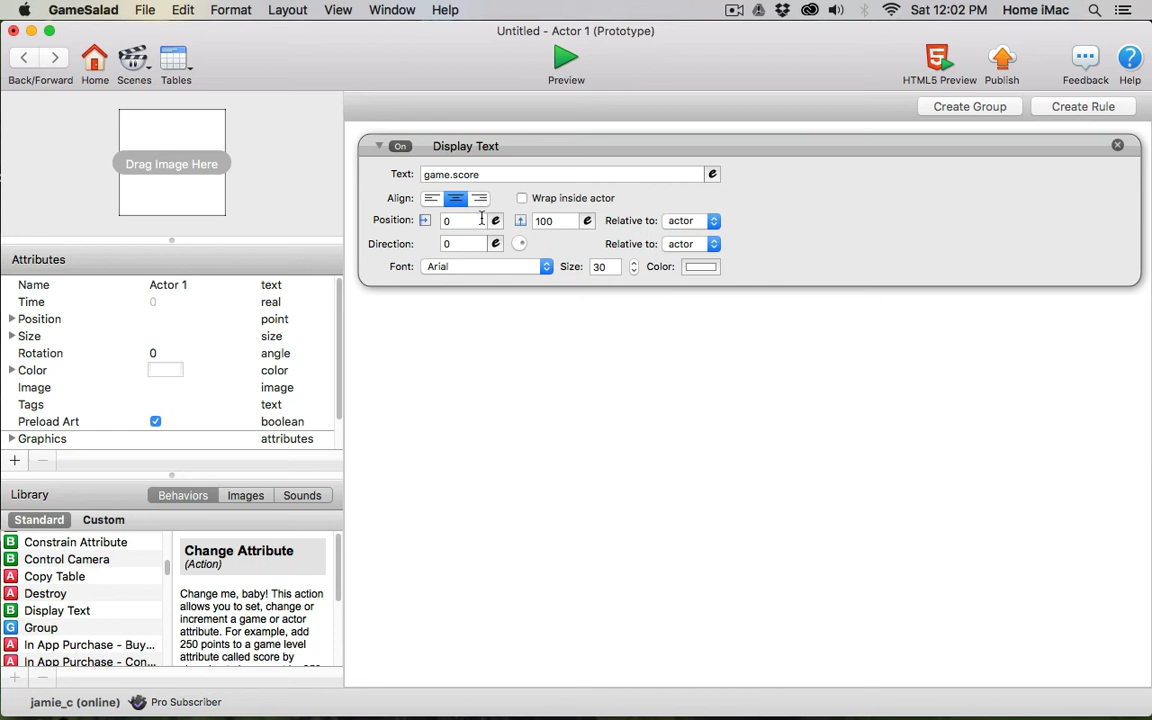 GameSalad File Edit Format Layout View Window Help Sat 12:02 PM Home iMac
Untitled - Actor 1 (Prototype)
Back/Forward Home Scenes Tables Preview HTML5 Preview Publish Feedback Help
Create Group Create Rule
Drag Image Here
On Display Text
Text: game.score e
Align: Wrap inside actor
Position: 0 e 100 e Relative to: actor
Direction: 0 e Relative to: actor
Font: Arial Size: 30 Color:
Attributes
Name Actor 1 text
Time 0 real
Position point
Size size
Rotation 0 angle
Color color
Image image
Tags text
Preload Art boolean
Graphics attributes
Library Behaviors Images Sounds
Standard Custom
B Constrain Attribute
B Control Camera
A Copy Table
A Destroy
B Display Text
G Group
A In App Purchase - Buy...
A In App Purchase - Con...
Change Attribute
(Action)
Change me, baby! This action
allows you to set, change or
increment a game or actor
attribute. For example, add
250 points to a game level
attribute called score by
jamie_c (online) Pro Subscriber